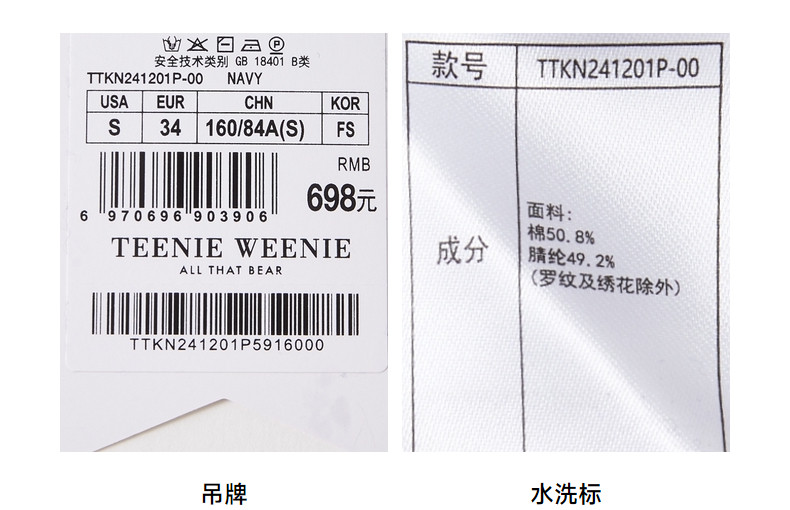 安全技术类别 GB 18401 B类
TTKN241201P-00 NAVY
USA EUR CHN KOR
S 34 160/84A(S) FS
RMB
698元
6 970696 903906
TEENIE WEENIE
ALL THAT BEAR
TTKN241201P5916000
吊牌
款号 TTKN241201P-00
成分
面料:
棉50.8%
腈纶49.2%
(罗纹及绣花除外)
水洗标